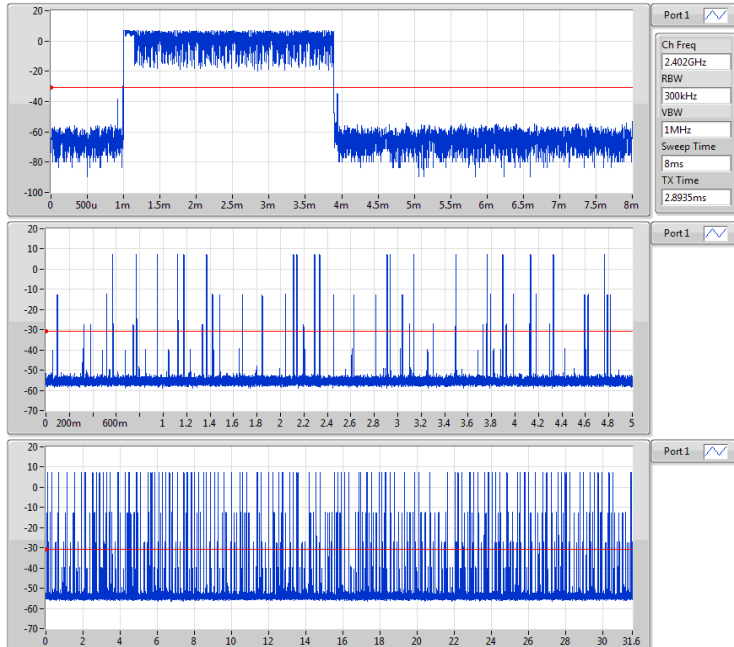 20
0
-20
-40
-60
-80
-100
0 500u 1m 1.5m 2m 2.5m 3m 3.5m 4m 4.5m 5m 5.5m 6m 6.5m 7m 7.5m 8m
Port 1
Ch Freq
2.402GHz
RBW
300kHz
VBW
1MHz
Sweep Time
8ms
TX Time
2.8935ms
20
10
0
-10
-20
-30
-40
-50
-60
-70
0 200m 600m 1 1.2 1.4 1.6 1.8 2 2.2 2.4 2.6 2.8 3 3.2 3.4 3.6 3.8 4 4.2 4.4 4.6 4.8 5
Port 1
20
10
0
-10
-20
-30
-40
-50
-60
-70
0 2 4 6 8 10 12 14 16 18 20 22 24 26 28 30 31.6
Port 1